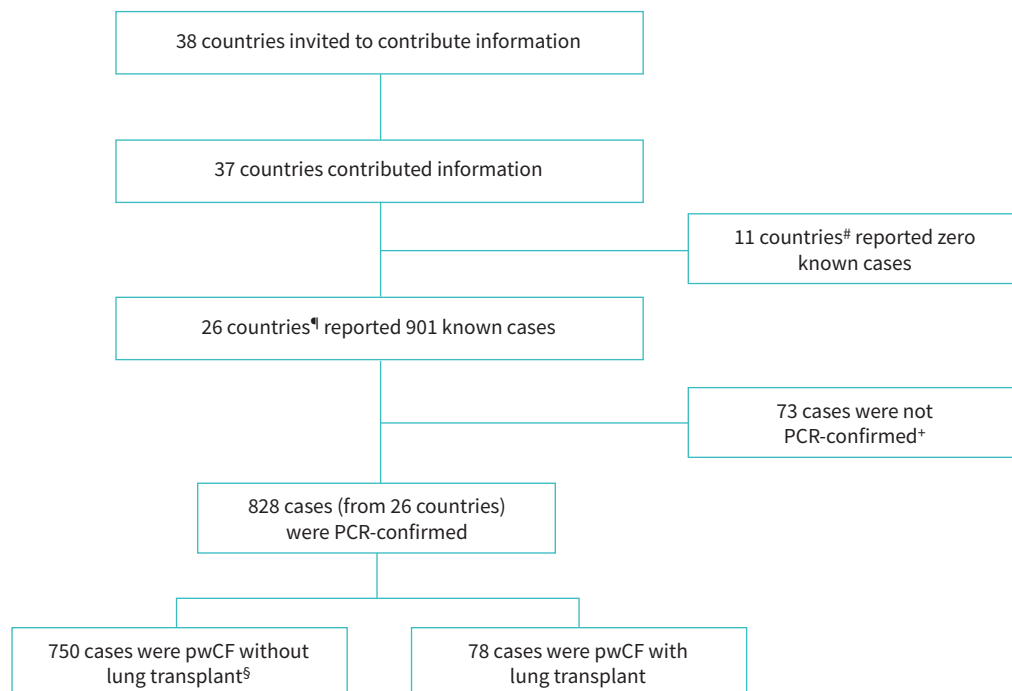 38 countries invited to contribute information
37 countries contributed information
11 countries# reported zero
known cases
26 countries¶ reported 901 known cases
73 cases were not
PCR-confirmed+
828 cases (from 26 countries)
were PCR-confirmed
750 cases were pwCF without
lung transplant§
78 cases were pwCF with
lung transplant